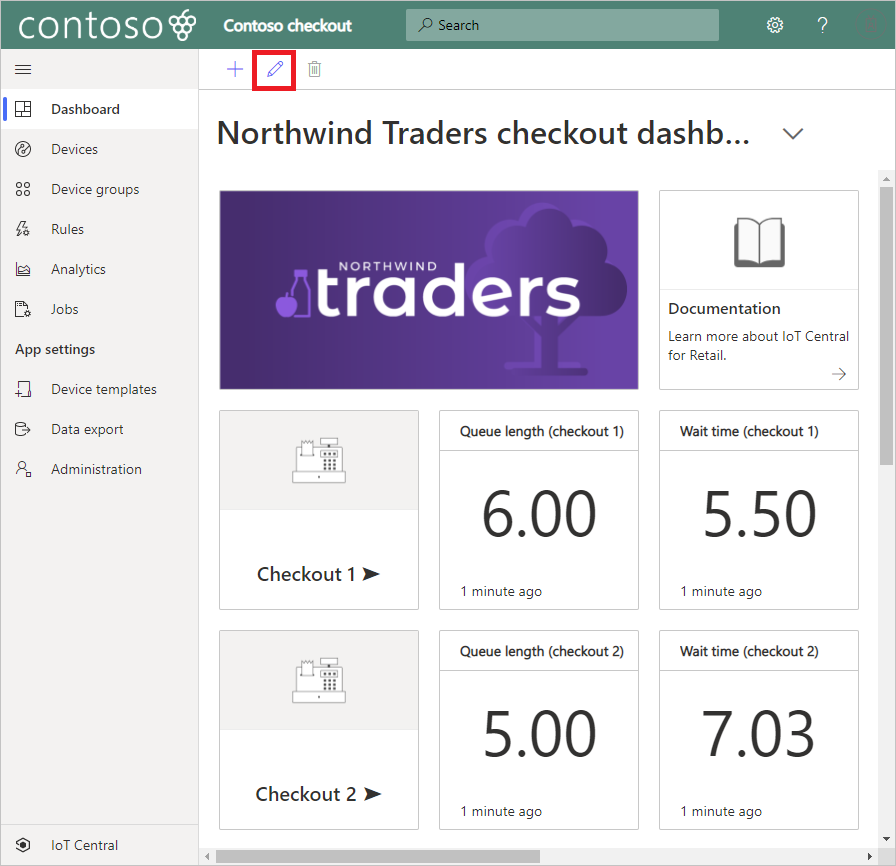 contoso
Contoso checkout
Search
?
Dashboard
Devices
Device groups
Rules
Analytics
Jobs
App settings
Device templates
Data export
Administration
IoT Central
Northwind Traders checkout dashb...
NORTHWIND
traders
Documentation
Learn more about IoT Central
for Retail.
Checkout 1 ➤
Queue length (checkout 1)
6.00
1 minute ago
Wait time (checkout 1)
5.50
1 minute ago
Checkout 2 ➤
Queue length (checkout 2)
5.00
1 minute ago
Wait time (checkout 2)
7.03
1 minute ago